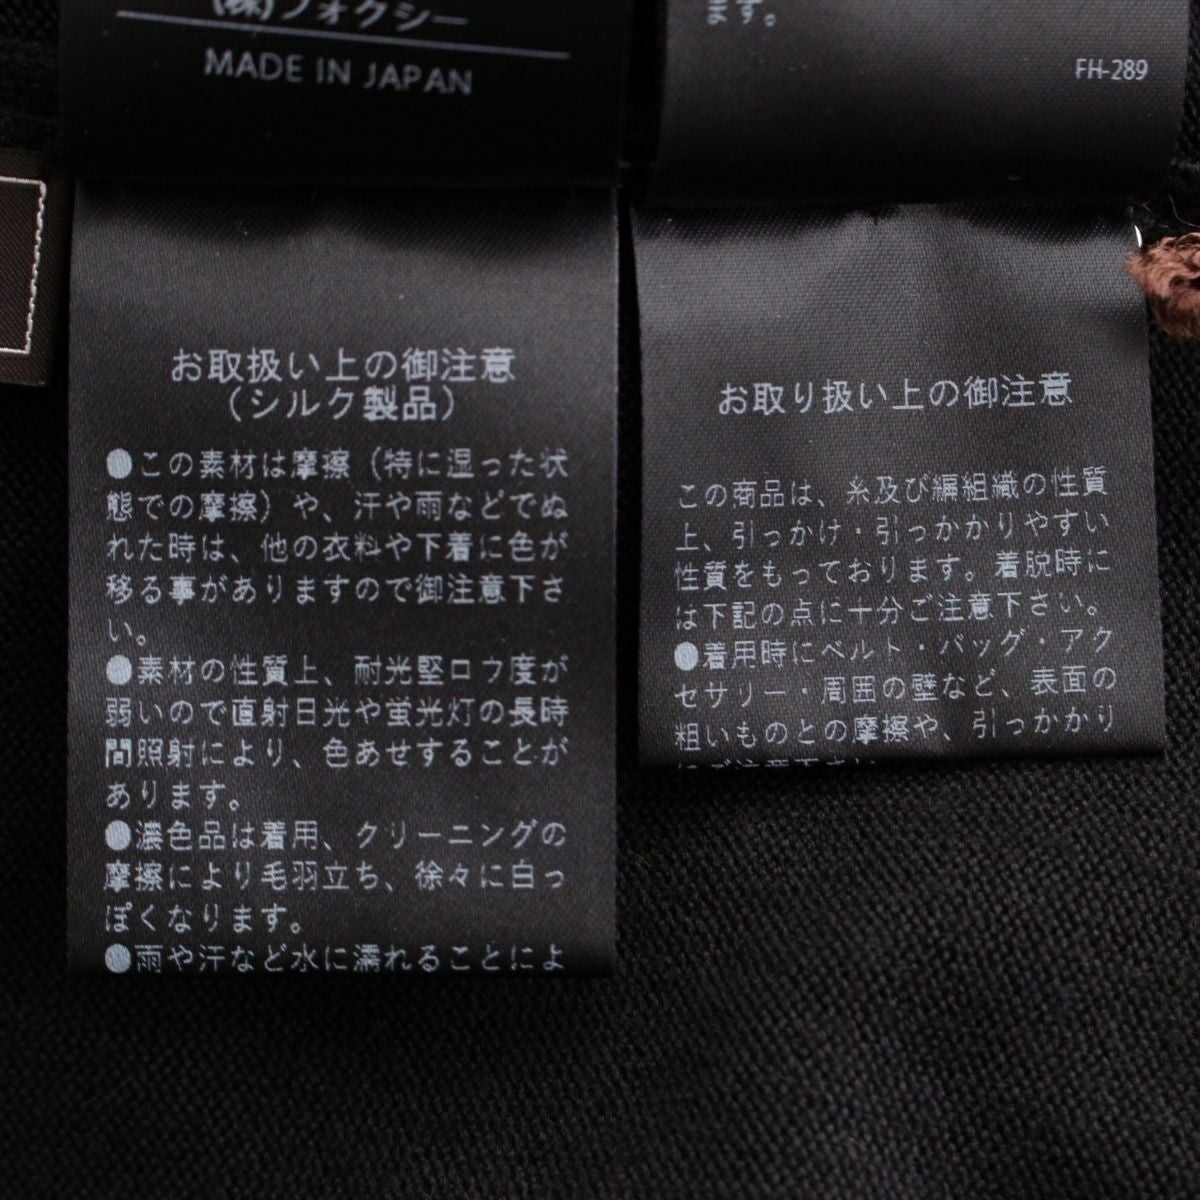 (株)フォクシー
MADE IN JAPAN
お取扱い上の御注意
（シルク製品）
●この素材は摩擦（特に湿った状
態での摩擦）や、汗や雨などでぬ
れた時は、他の衣料や下着に色が
移る事がありますので御注意下さ
い。
●素材の性質上、耐光堅ロウ度が
弱いので直射日光や蛍光灯の長時
間照射により、色あせすることが
あります。
●濃色品は着用、クリーニングの
摩擦により毛羽立ち、徐々に白っ
ぽくなります。
●雨や汗など水に濡れることによ
ます。
FH-289
お取り扱い上の御注意
この商品は、糸及び編組織の性質
上、引っかけ・引っかかりやすい
性質をもっております。着脱時に
は下記の点に十分ご注意下さい。
●着用時にベルト・バッグ・アク
セサリー・周囲の壁など、表面の
粗いものとの摩擦や、引っかかり